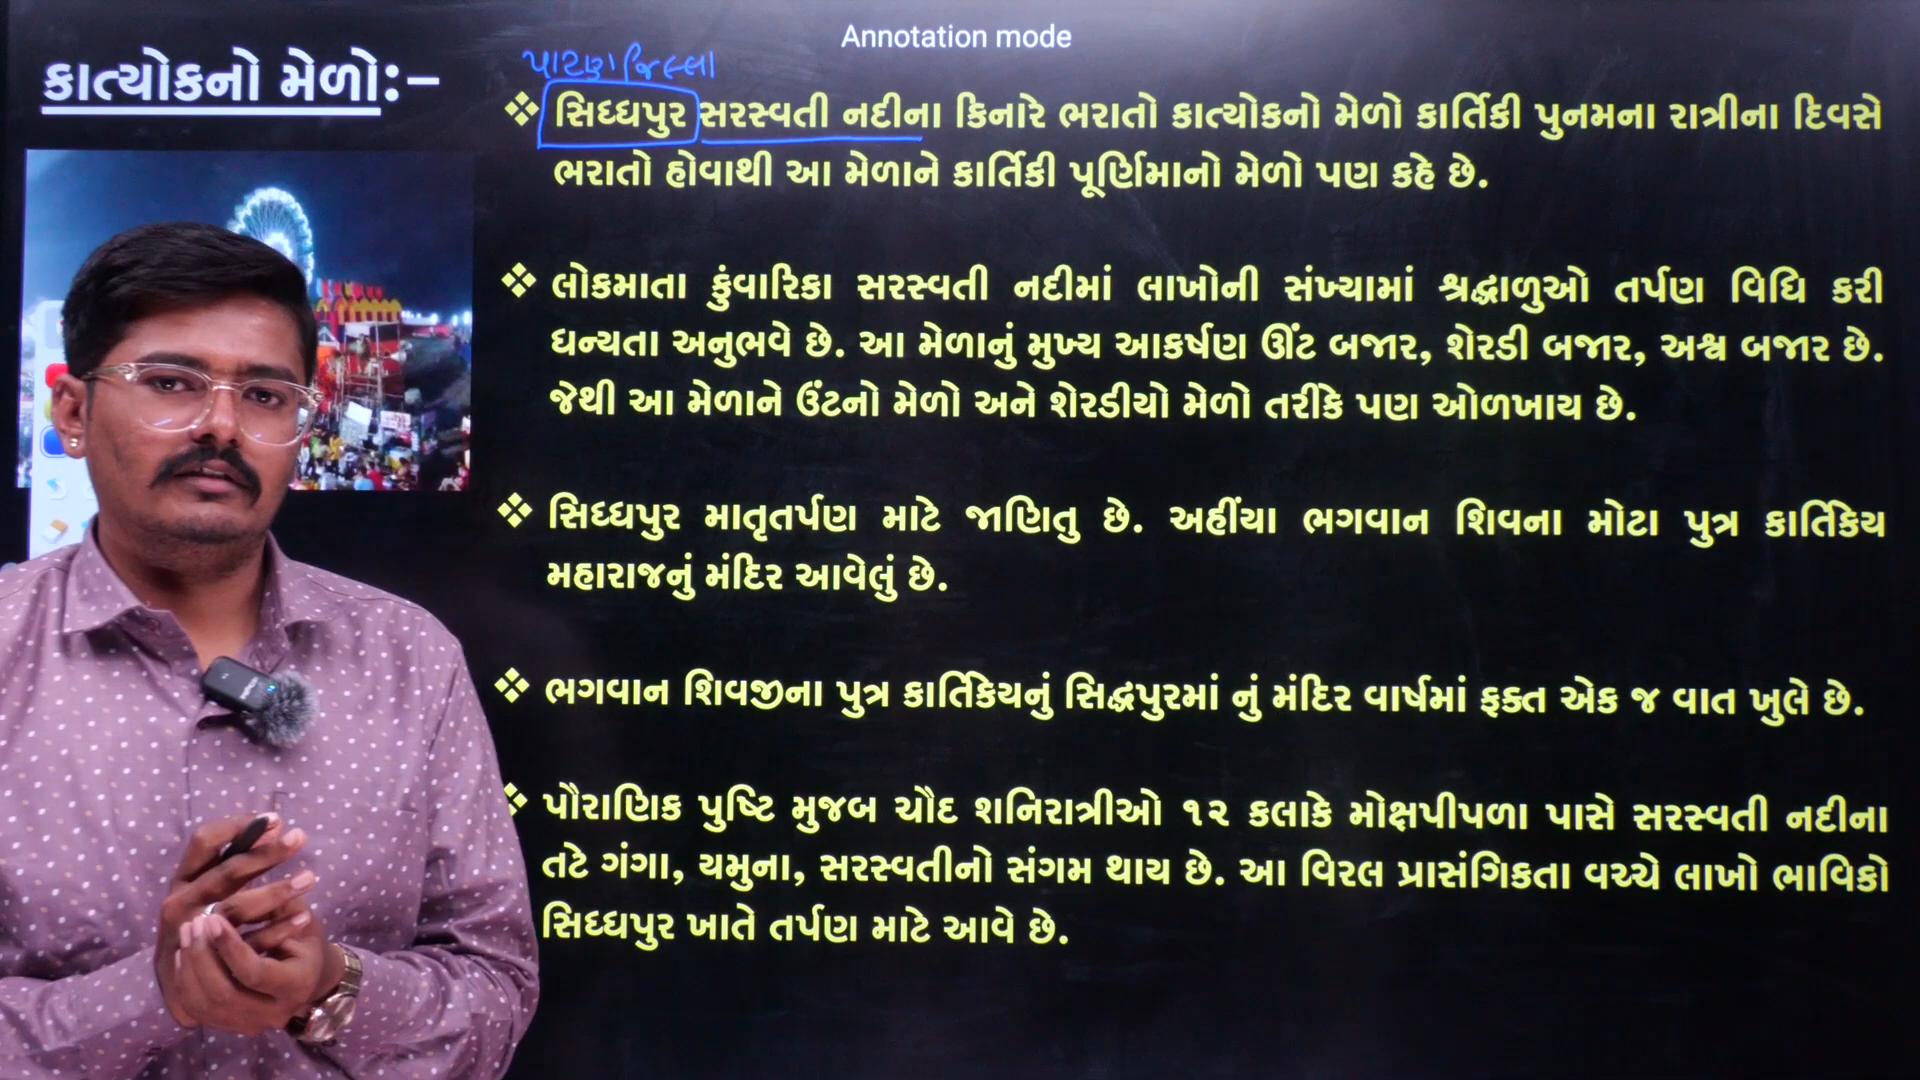 Annotation mode
કાત્યોકનો મેળો:–
પાટણ જિલ્લા
❖ સિધ્ધપુર સરસ્વતી નદીના કિનારે ભરાતો કાત્યોકનો મેળો કાર્તિકી પુનમના રાત્રીના દિવસે
ભરાતો હોવાથી આ મેળાને કાર્તિકી પૂર્ણિમાનો મેળો પણ કહે છે.
❖ લોકમાતા કુંવારિકા સરસ્વતી નદીમાં લાખોની સંખ્યામાં શ્રદ્ધાળુઓ તર્પણ વિધિ કરી
ધન્યતા અનુભવે છે. આ મેળાનું મુખ્ય આકર્ષણ ઊંટ બજાર, શેરડી બજાર, અશ્વ બજાર છે.
જેથી આ મેળાને ઉંટનો મેળો અને શેરડીયો મેળો તરીકે પણ ઓળખાય છે.
❖ સિધ્ધપુર માતૃતર્પણ માટે જાણિતુ છે. અહીંયા ભગવાન શિવના મોટા પુત્ર કાર્તિકેય
મહારાજનું મંદિર આવેલું છે.
❖ ભગવાન શિવજીના પુત્ર કાર્તિકેયનું સિદ્ધપુરમાં નું મંદિર વાર્ષમાં ફક્ત એક જ વાત ખુલે છે.
❖ પૌરાણિક પુષ્ટિ મુજબ ચૌદ શનિરાત્રીઓ ૧૨ કલાકે મોક્ષપીપળા પાસે સરસ્વતી નદીના
તટે ગંગા, યમુના, સરસ્વતીનો સંગમ થાય છે. આ વિરલ પ્રાસંગિકતા વચ્ચે લાખો ભાવિકો
સિધ્ધપુર ખાતે તર્પણ માટે આવે છે.